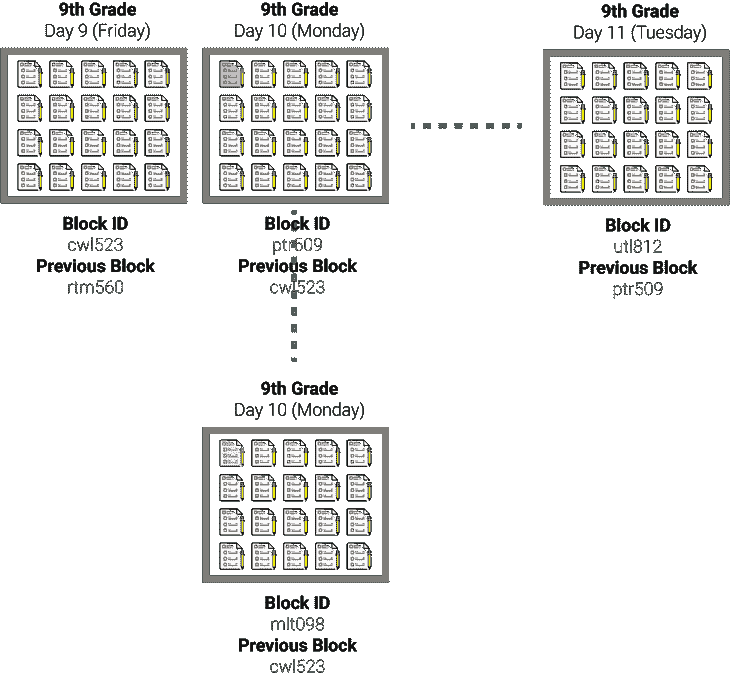 9th Grade
Day 9 (Friday)
Block ID
cwl523
Previous Block
rtm560
9th Grade
Day 10 (Monday)
Block ID
ptr509
Previous Block
cwl523
9th Grade
Day 11 (Tuesday)
Block ID
utl812
Previous Block
ptr509
9th Grade
Day 10 (Monday)
Block ID
mlt098
Previous Block
cwl523